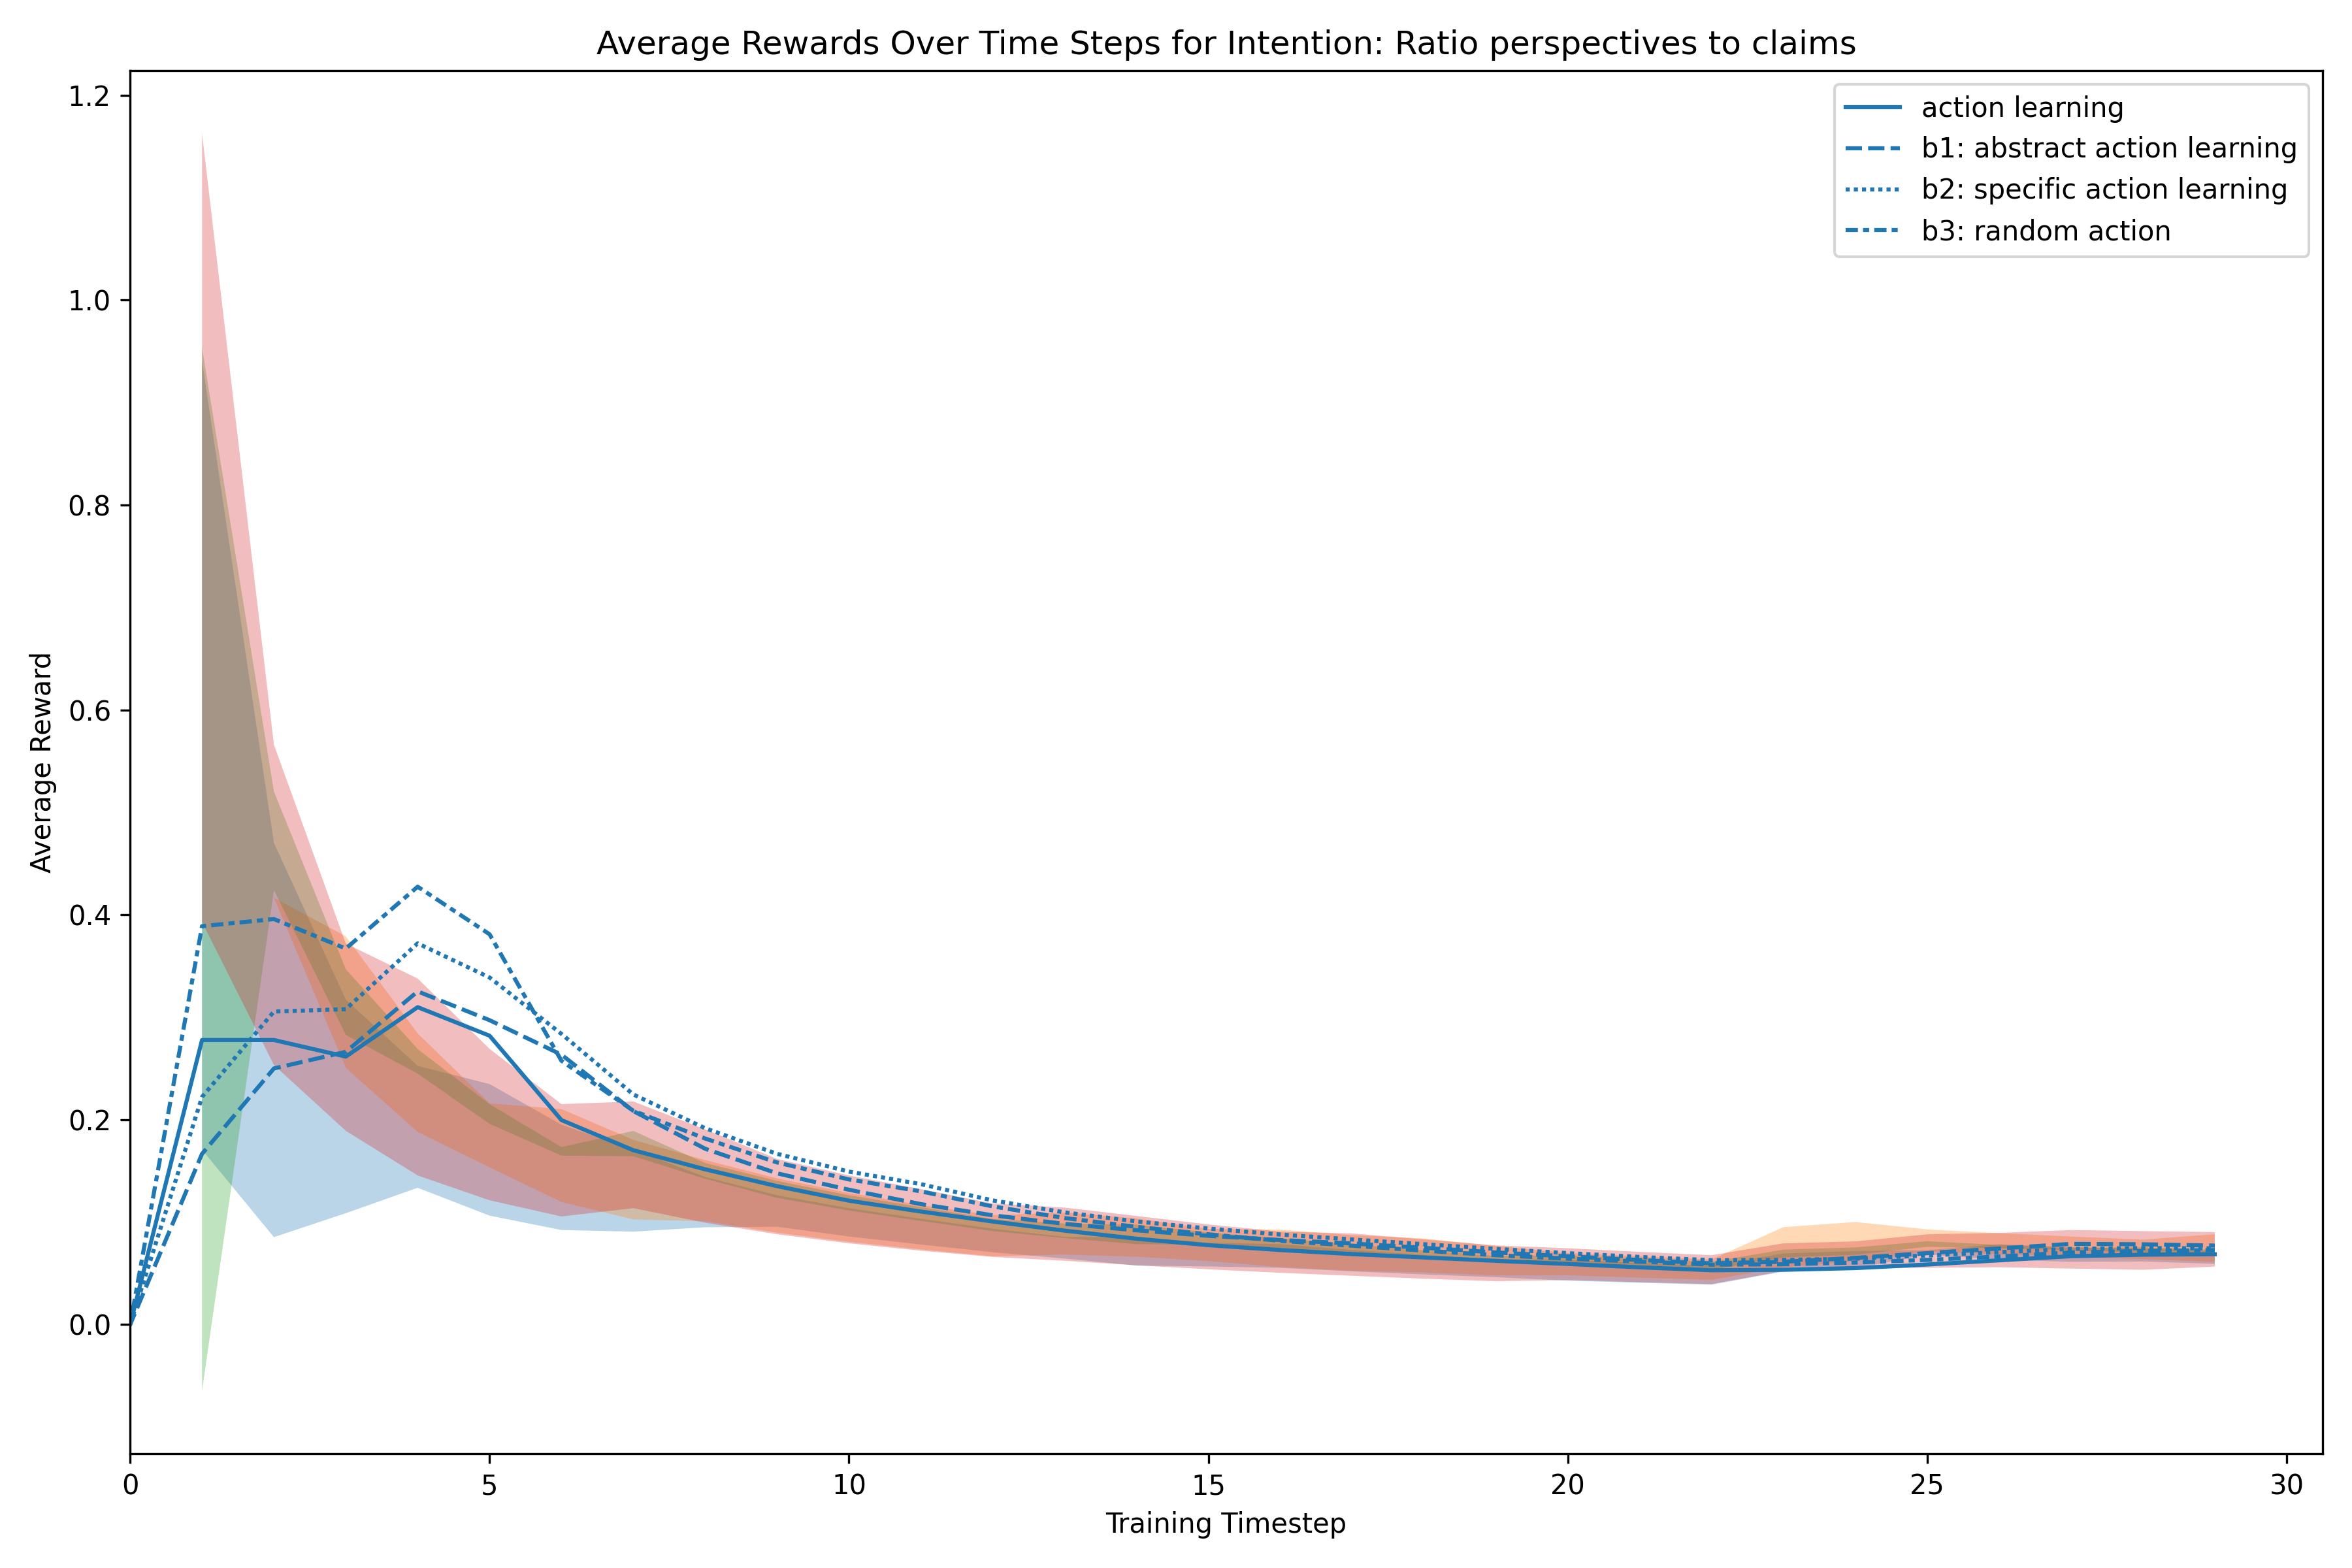 Average Rewards Over Time Steps for Intention: Ratio perspectives to claims
1.2
1.0
0.8
0.6
0.4
0.2
0.0
Average Reward
action learning
b1: abstract action learning
b2: specific action learning
b3: random action
0 5 10 15 20 25 30
Training Timestep